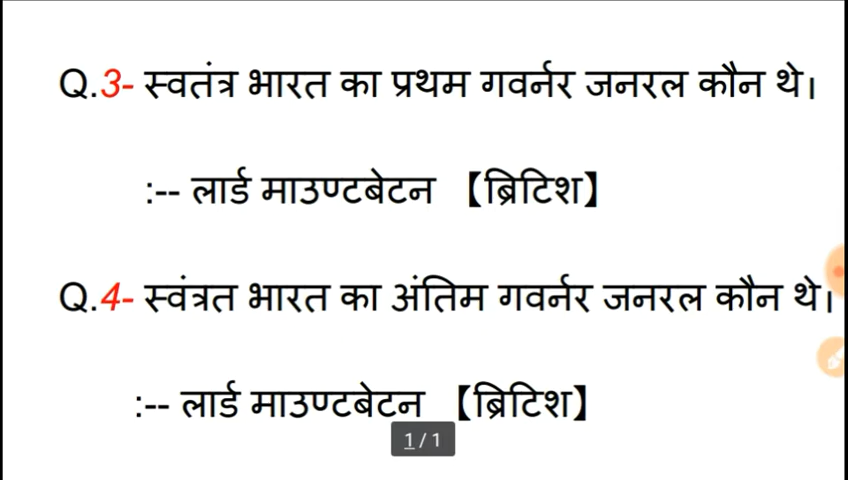 Q.3- स्वतंत्र भारत का प्रथम गवर्नर जनरल कौन थे।
:-- लार्ड माउण्टबेटन 【ब्रिटिश】
Q.4- स्वंत्रत भारत का अंतिम गवर्नर जनरल कौन थे।
:-- लार्ड माउण्टबेटन 【ब्रिटिश】
1 / 1